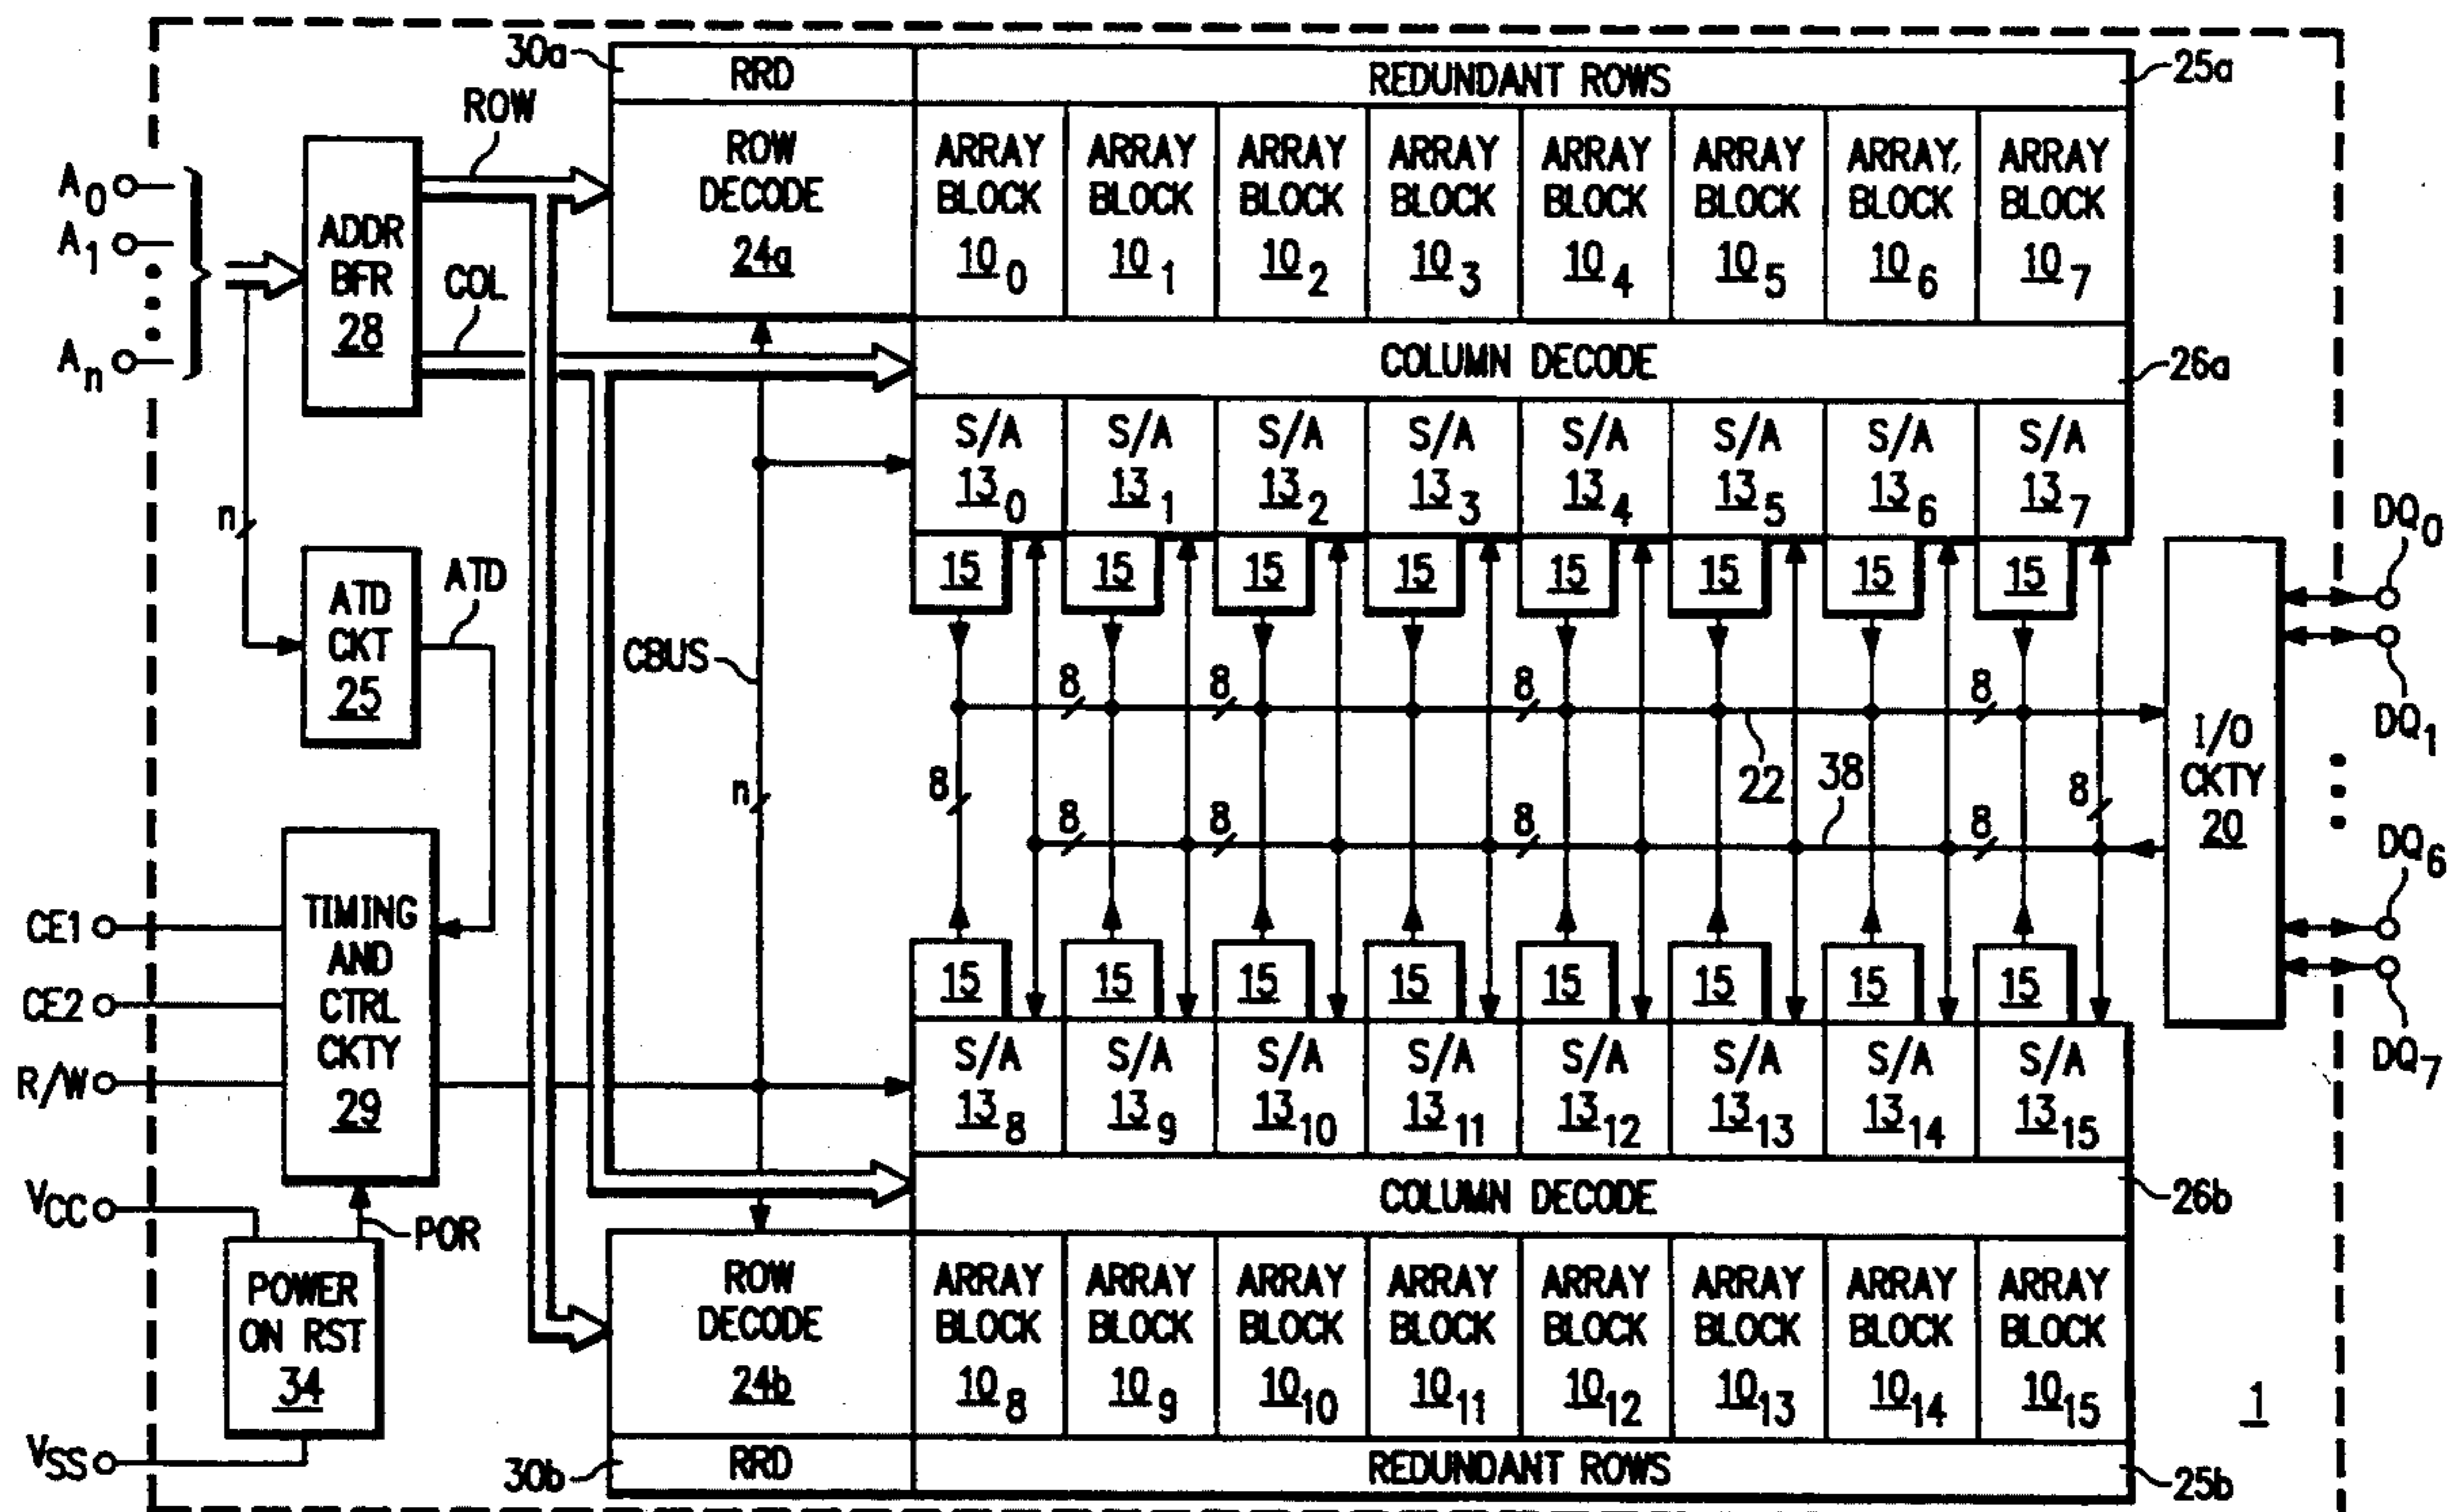 30a
RRD
REDUNDANT ROWS
25a
ROW
A0
A1
An
ADDR
BFR
28
COL
ROW
DECODE
24a
ARRAY BLOCK 10 0
ARRAY BLOCK 10 1
ARRAY BLOCK 10 2
ARRAY BLOCK 10 3
ARRAY BLOCK 10 4
ARRAY BLOCK 10 5
ARRAY BLOCK 10 6
ARRAY BLOCK 10 7
COLUMN DECODE
26a
S/A 13 0
S/A 13 1
S/A 13 2
S/A 13 3
S/A 13 4
S/A 13 5
S/A 13 6
S/A 13 7
n
15 15 15 15 15 15 15 15
DQ0
DQ1
ATD
CKT
25
ATD
CBUS
n
8 8 8 8
22
38
8
8
8 8 8 8
I/O
CKTY
20
DQ6
DQ7
CE1
CE2
R/W
TIMING
AND
CTRL
CKTY
29
15 15 15 15 15 15 15 15
S/A 13 8
S/A 13 9
S/A 13 10
S/A 13 11
S/A 13 12
S/A 13 13
S/A 13 14
S/A 13 15
COLUMN DECODE
26b
VCC
POR
POWER
ON RST
34
VSS
ROW
DECODE
24b
ARRAY BLOCK 10 8
ARRAY BLOCK 10 9
ARRAY BLOCK 10 10
ARRAY BLOCK 10 11
ARRAY BLOCK 10 12
ARRAY BLOCK 10 13
ARRAY BLOCK 10 14
ARRAY BLOCK 10 15
1
30b
RRD
REDUNDANT ROWS
25b